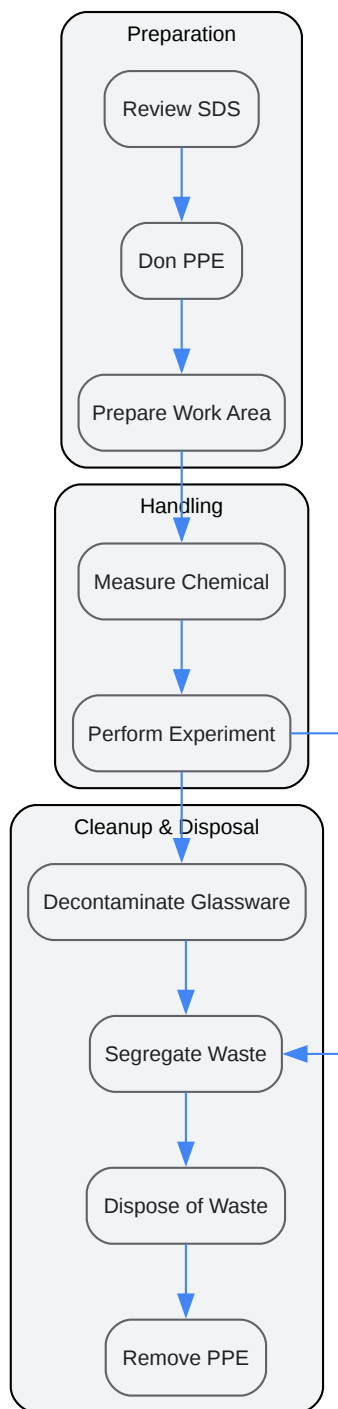 Preparation
Review SDS
Don PPE
Prepare Work Area
Handling
Measure Chemical
Perform Experiment
Cleanup & Disposal
Decontaminate Glassware
Segregate Waste
Dispose of Waste
Remove PPE